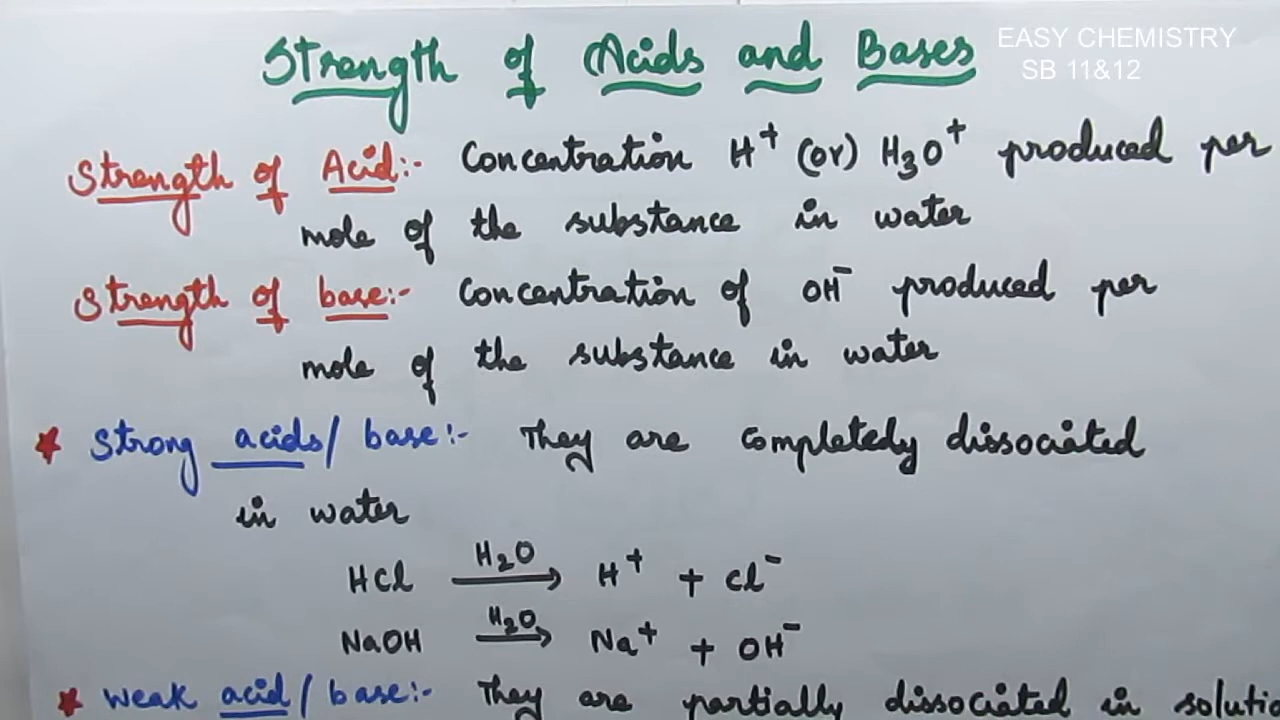 Strength of Acids and Bases
EASY CHEMISTRY
SB 11&12
Strength of Acid:- Concentration H⁺ (or) H₃O⁺ produced per
mole of the substance in water
Strength of base:- Concentration of OH⁻ produced per
mole of the substance in water
★ Strong acids/base:- They are completely dissociated
in water
HCl —H₂O→ H⁺ + Cl⁻
NaOH —H₂O→ Na⁺ + OH⁻
★ Weak acid/base:- They are partially dissociated in